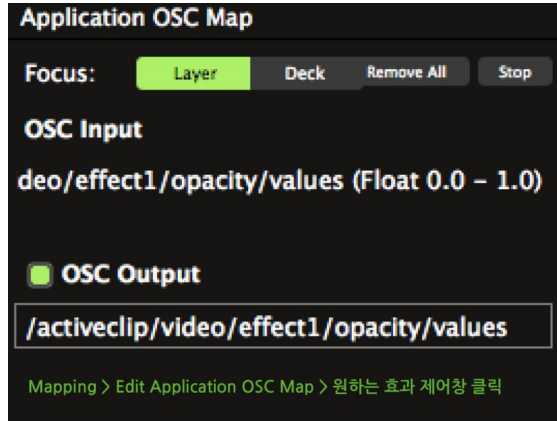 Application OSC Map
Focus: Layer Deck Remove All Stop
OSC Input
deo/effect1/opacity/values (Float 0.0 – 1.0)
OSC Output
/activeclip/video/effect1/opacity/values
Mapping > Edit Application OSC Map > 원하는 효과 제어창 클릭